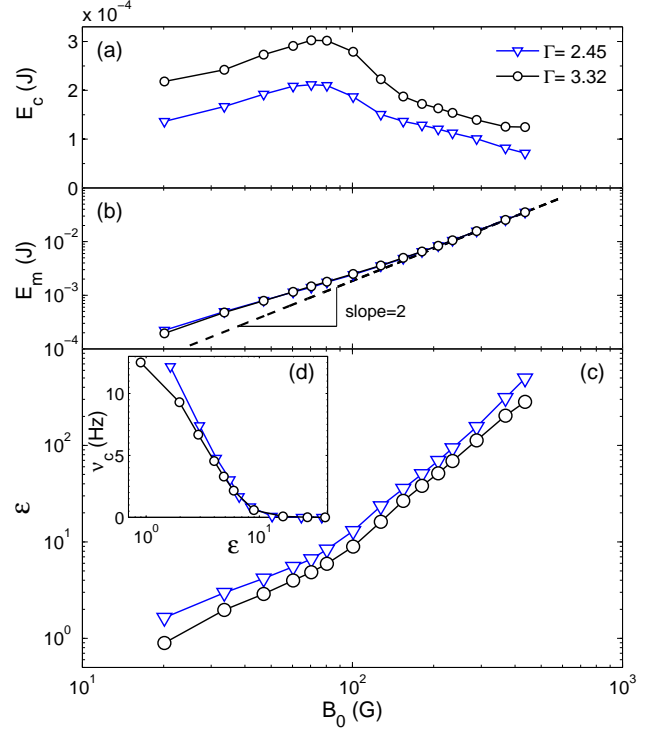 x 10⁻⁴
(a)
Γ= 2.45
Γ= 3.32
3
2
1
0
E_c (J)
(b)
10⁻²
10⁻³
10⁻⁴
E_m (J)
slope=2
(d)
(c)
10
5
0
ν_c (Hz)
10⁰
10¹
ε
10²
10¹
10⁰
ε
10¹
10²
10³
B₀ (G)